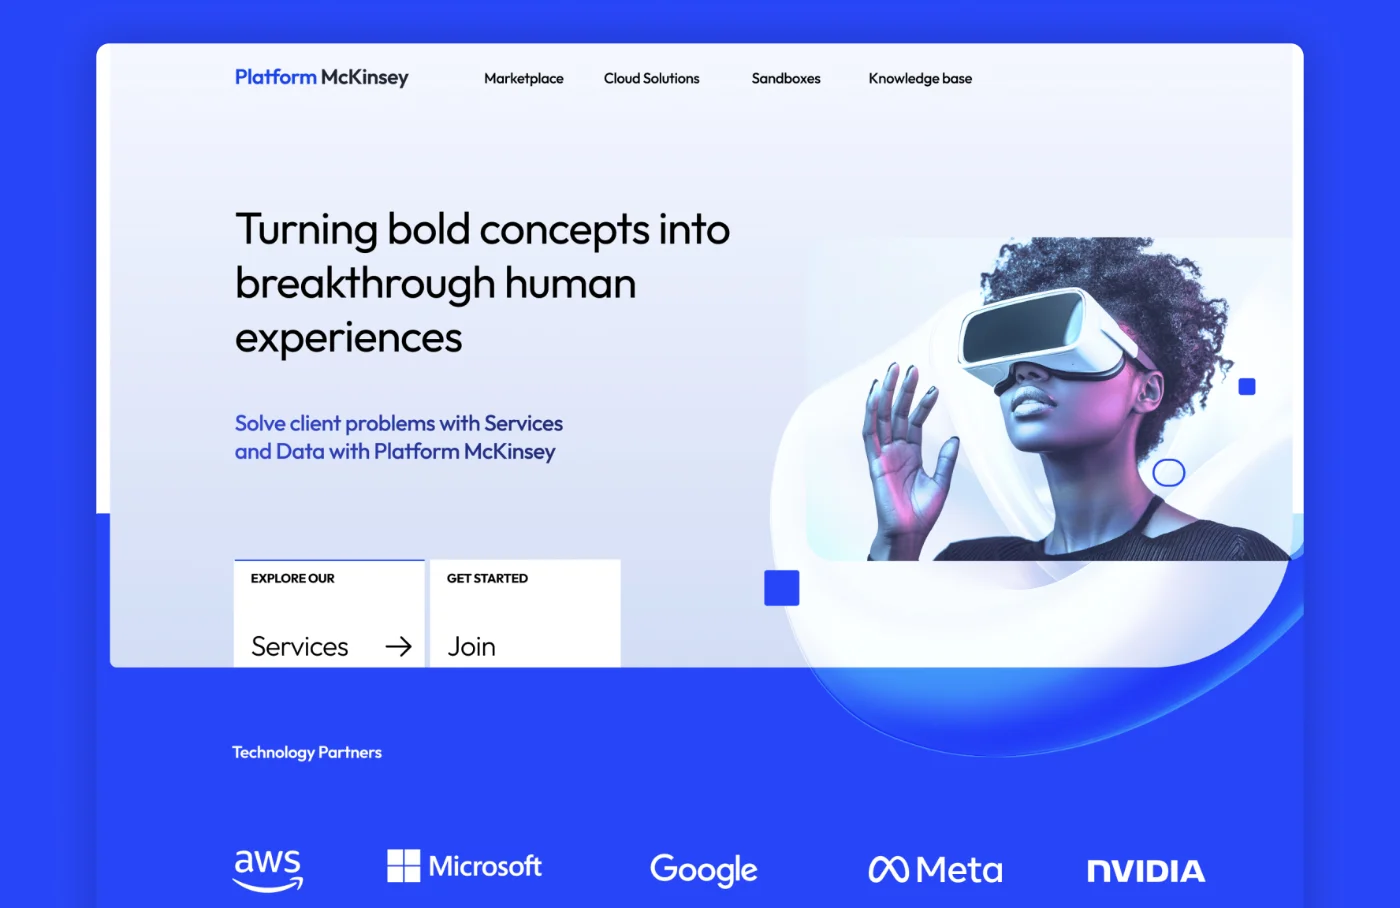 Platform McKinsey
Marketplace
Cloud Solutions
Sandboxes
Knowledge base
Turning bold concepts into
breakthrough human
experiences
Solve client problems with Services
and Data with Platform McKinsey
EXPLORE OUR
Services
GET STARTED
Join
Technology Partners
aws
Microsoft
Google
Meta
NVIDIA